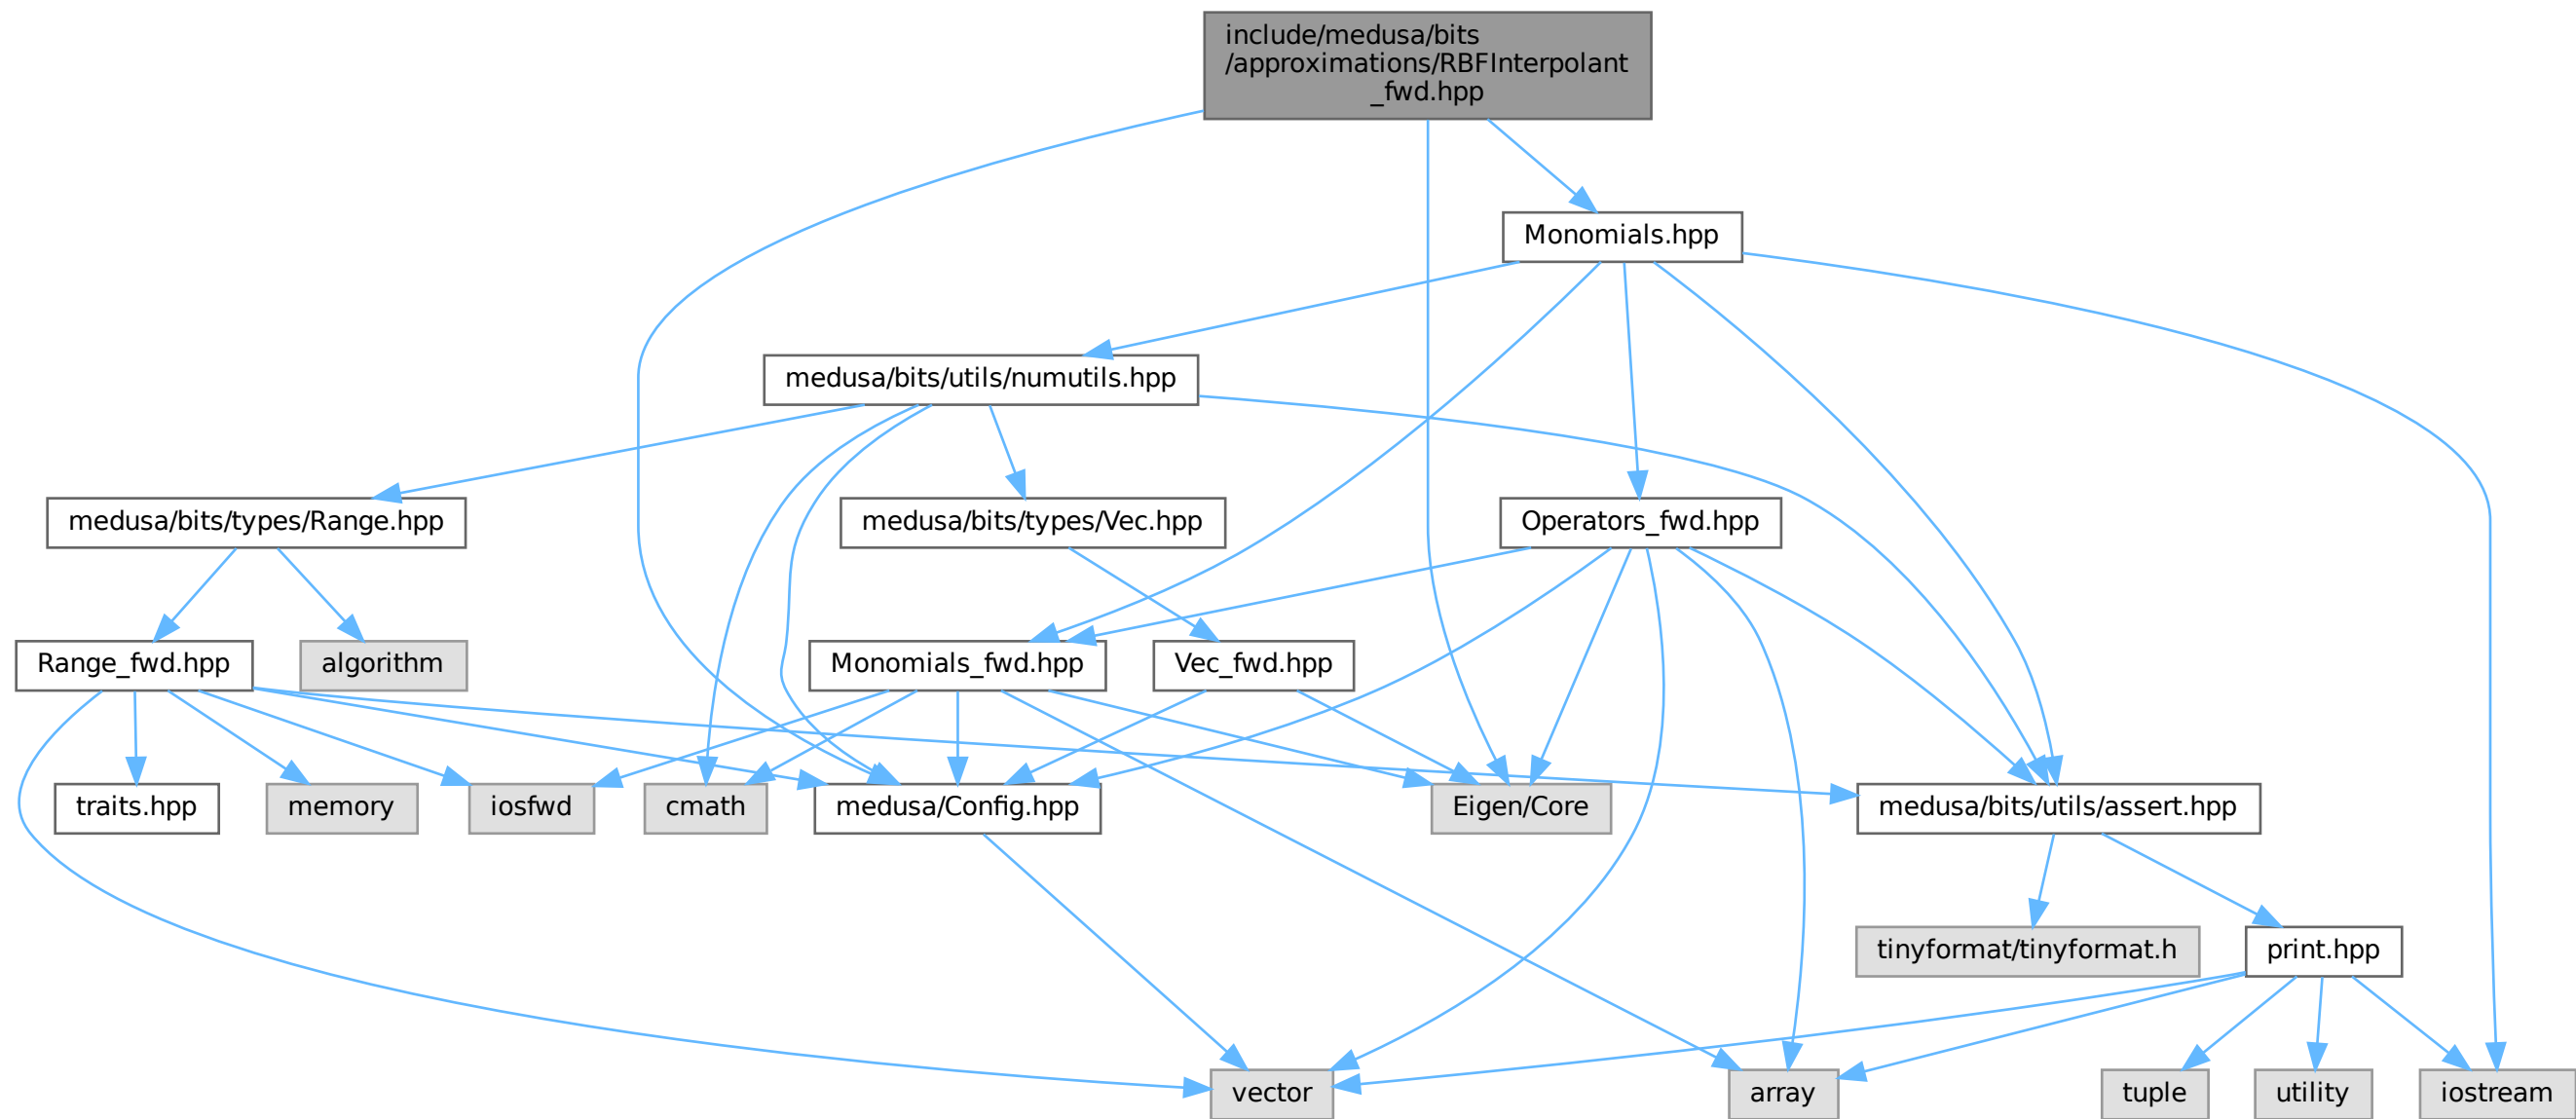 include/medusa/bits
/approximations/RBFInterpolant
_fwd.hpp
Monomials.hpp
medusa/bits/utils/numutils.hpp
medusa/bits/types/Range.hpp
medusa/bits/types/Vec.hpp
Operators_fwd.hpp
Range_fwd.hpp
algorithm
Monomials_fwd.hpp
Vec_fwd.hpp
traits.hpp
memory
iosfwd
cmath
medusa/Config.hpp
Eigen/Core
medusa/bits/utils/assert.hpp
tinyformat/tinyformat.h
print.hpp
vector
array
tuple
utility
iostream